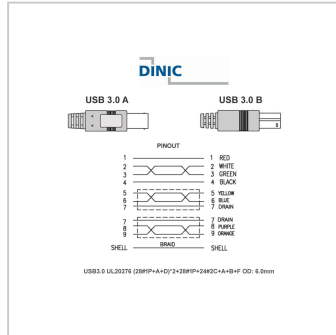 DINIC
USB 3.0 A USB 3.0 B
PINOUT
1 1 RED
2 2 WHITE
3 3 GREEN
4 4 BLACK
5 5 YELLOW
6 6 BLUE
7 7 DRAIN
7 7 DRAIN
8 8 PURPLE
9 9 ORANGE
SHELL BRAID SHELL
USB3.0 UL20276 (28#1P+A+D)*2+28#1P+24#2C+A+B+F OD: 6.0mm